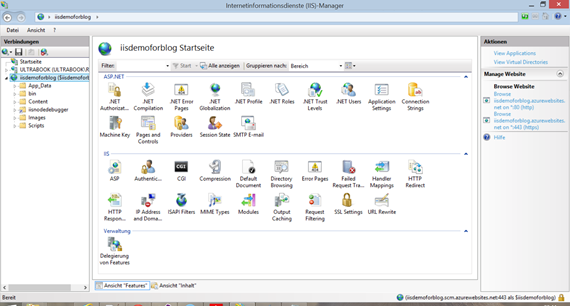 Internetinformationsdienste (IIS)-Manager
iisdemoforblog
Datei Ansicht ?
Verbindungen
Startseite
ULTRABOOK (ULTRABOOK\R
iisdemoforblog ($iisdemoforb
App_Data
bin
Content
iisnodedebugger
Images
Scripts
iisdemoforblog Startseite
Filter: Start Alle anzeigen Gruppieren nach: Bereich
ASP.NET
.NET Authorizat... .NET Compilation .NET Error Pages .NET Globalization .NET Profile .NET Roles .NET Trust Levels .NET Users Application Settings Connection Strings
Machine Key Pages and Controls Providers Session State SMTP E-mail
IIS
ASP Authentic... CGI Compression Default Document Directory Browsing Error Pages Failed Request Tra... Handler Mappings HTTP Redirect
HTTP Respon... IP Address and Doma... ISAPI Filters MIME Types Modules Output Caching Request Filtering SSL Settings URL Rewrite
Verwaltung
Delegierung von Features
Ansicht "Features" Ansicht "Inhalt"
Aktionen
View Applications
View Virtual Directories
Manage Website
Browse Website
Browse
iisdemoforblog.azurewebsites.
net on *:80 (http)
Browse
iisdemoforblog.azurewebsites.
net on *:443 (https)
Hilfe
Bereit
(iisdemoforblog.scm.azurewebsites.net:443 als $iisdemoforblog)